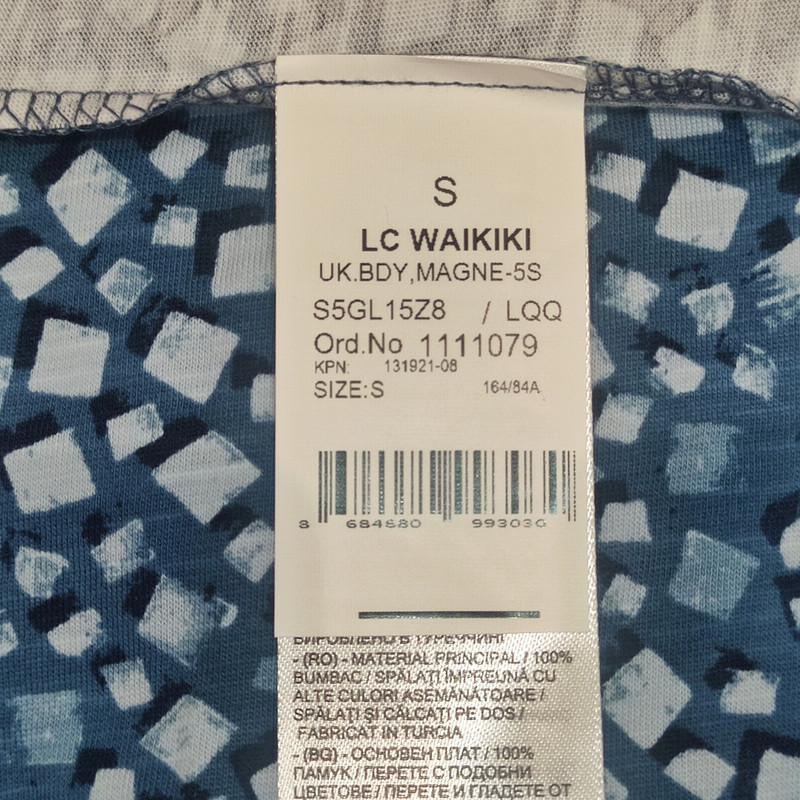 S
LC WAIKIKI
UK.BDY,MAGNE-5S
S5GL15Z8 / LQQ
Ord.No 1111079
KPN: 131921-08
SIZE:S 164/84A
8 684680 993030
ВИРОБЛЕНО В ТУРЕЧЧИНІ
- (RO) - MATERIAL PRINCIPAL / 100%
BUMBAC / SPĂLAȚI ÎMPREUNĂ CU
ALTE CULORI ASEMĂNĂTOARE /
SPĂLAȚI ȘI CĂLCAȚI PE DOS /
FABRICAT IN TURCIA
- (BG) - ОСНОВЕН ПЛАТ / 100%
ПАМУК / ПЕРЕТЕ С ПОДОБНИ
ЦВЕТОВЕ / ПЕРЕТЕ И ГЛАДЕТЕ ОТ